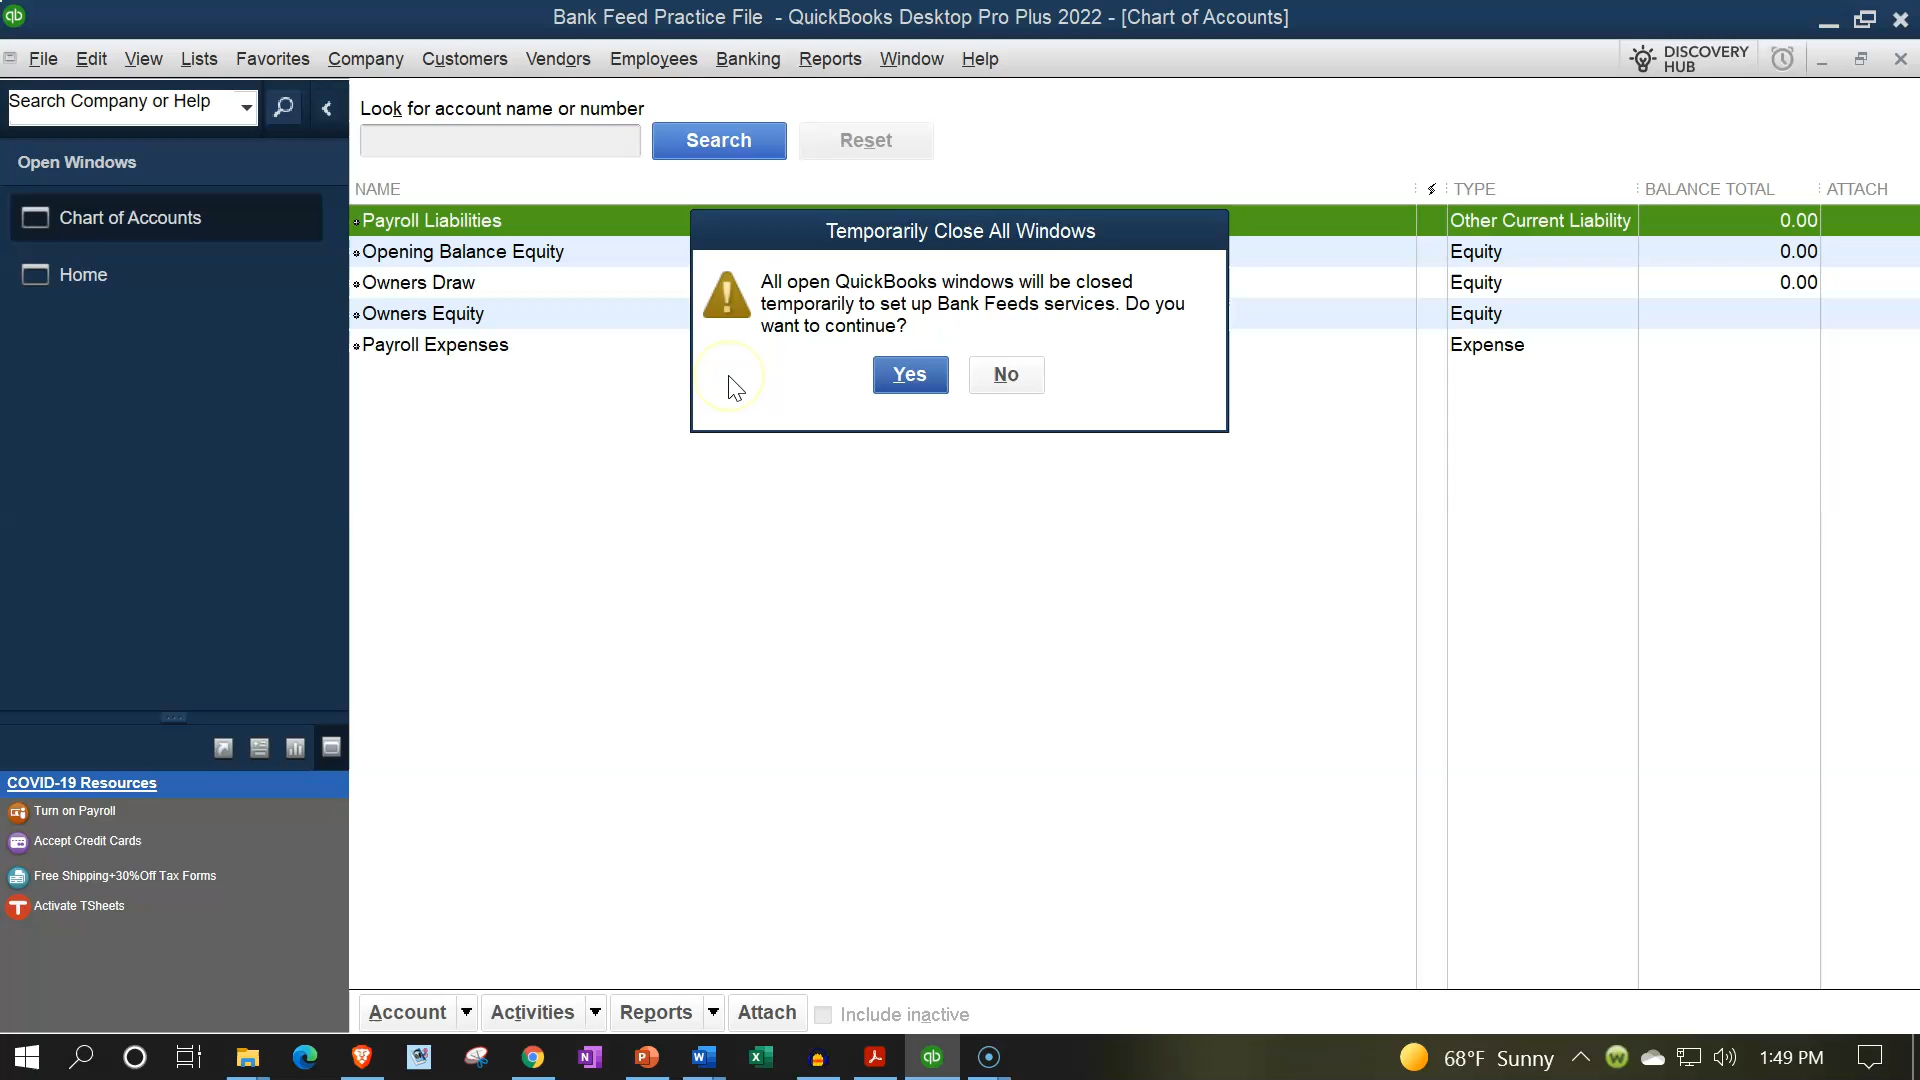 Bank Feed Practice File - QuickBooks Desktop Pro Plus 2022 - [Chart of Accounts]
File Edit View Lists Favorites Company Customers Vendors Employees Banking Reports Window Help
DISCOVERY
HUB
Search Company or Help
Look for account name or number
Search
Reset
Open Windows
Chart of Accounts
Home
NAME TYPE BALANCE TOTAL ATTACH
Payroll Liabilities Other Current Liability 0.00
Opening Balance Equity Equity 0.00
Owners Draw Equity 0.00
Owners Equity Equity
Payroll Expenses Expense
Temporarily Close All Windows
All open QuickBooks windows will be closed
temporarily to set up Bank Feeds services. Do you
want to continue?
Yes No
COVID-19 Resources
Turn on Payroll
Accept Credit Cards
Free Shipping+30%Off Tax Forms
Activate TSheets
Account Activities Reports Attach Include inactive
68°F Sunny 1:49 PM